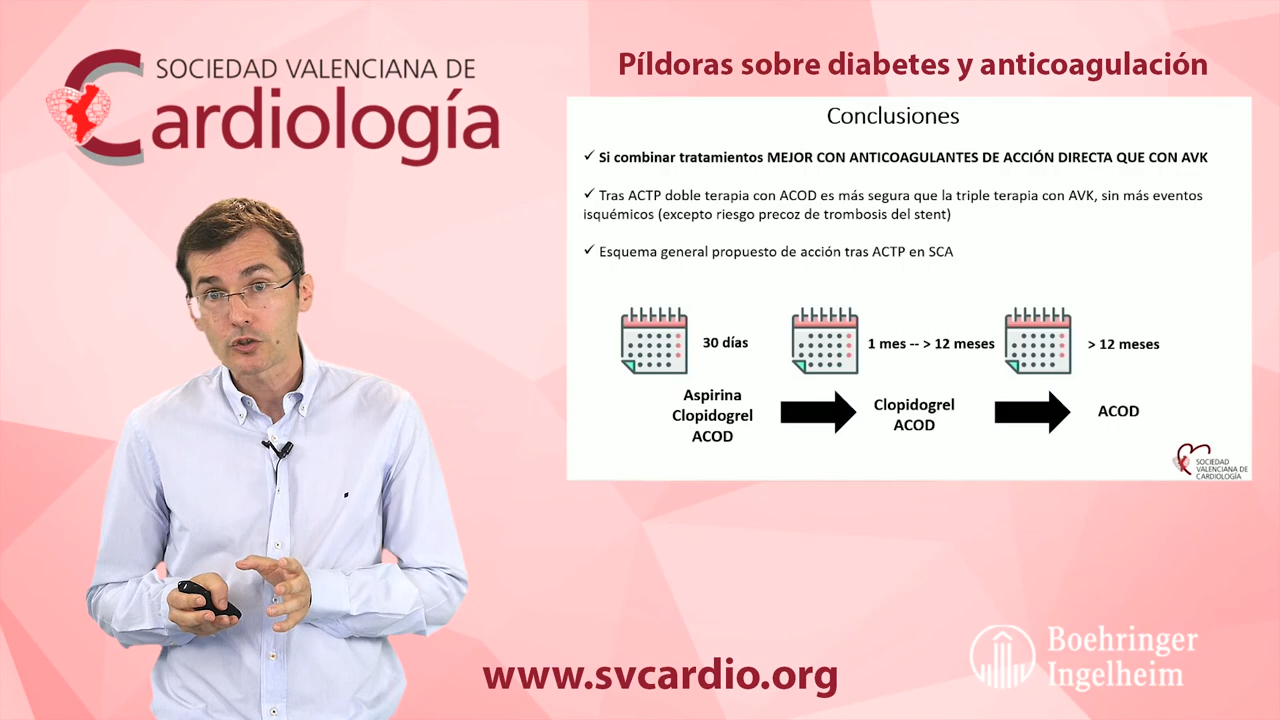 SOCIEDAD VALENCIANA DE
Cardiología
Píldoras sobre diabetes y anticoagulación
Conclusiones
✓ Si combinar tratamientos MEJOR CON ANTICOAGULANTES DE ACCIÓN DIRECTA QUE CON AVK
✓ Tras ACTP doble terapia con ACOD es más segura que la triple terapia con AVK, sin más eventos
isquémicos (excepto riesgo precoz de trombosis del stent)
✓ Esquema general propuesto de acción tras ACTP en SCA
30 días
1 mes -- > 12 meses
> 12 meses
Aspirina
Clopidogrel
ACOD
Clopidogrel
ACOD
ACOD
SOCIEDAD
VALENCIANA DE
CARDIOLOGÍA
www.svcardio.org
Boehringer
Ingelheim